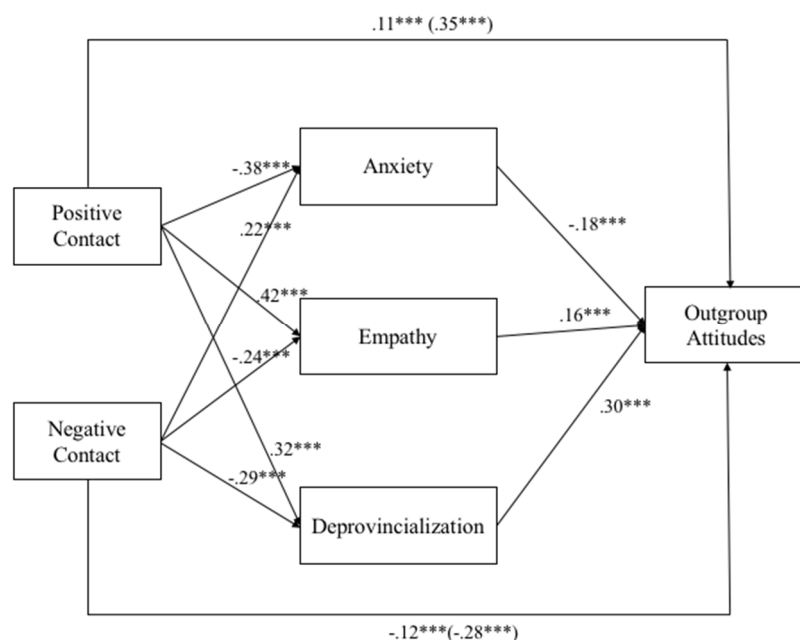 .11*** (.35***)
Anxiety
-.38***
Positive
Contact
.22***
-.18***
.42***
Empathy
.16***
Outgroup
Attitudes
-.24***
Negative
Contact
.30***
.32***
-.29***
Deprovincialization
-.12***(-.28***)